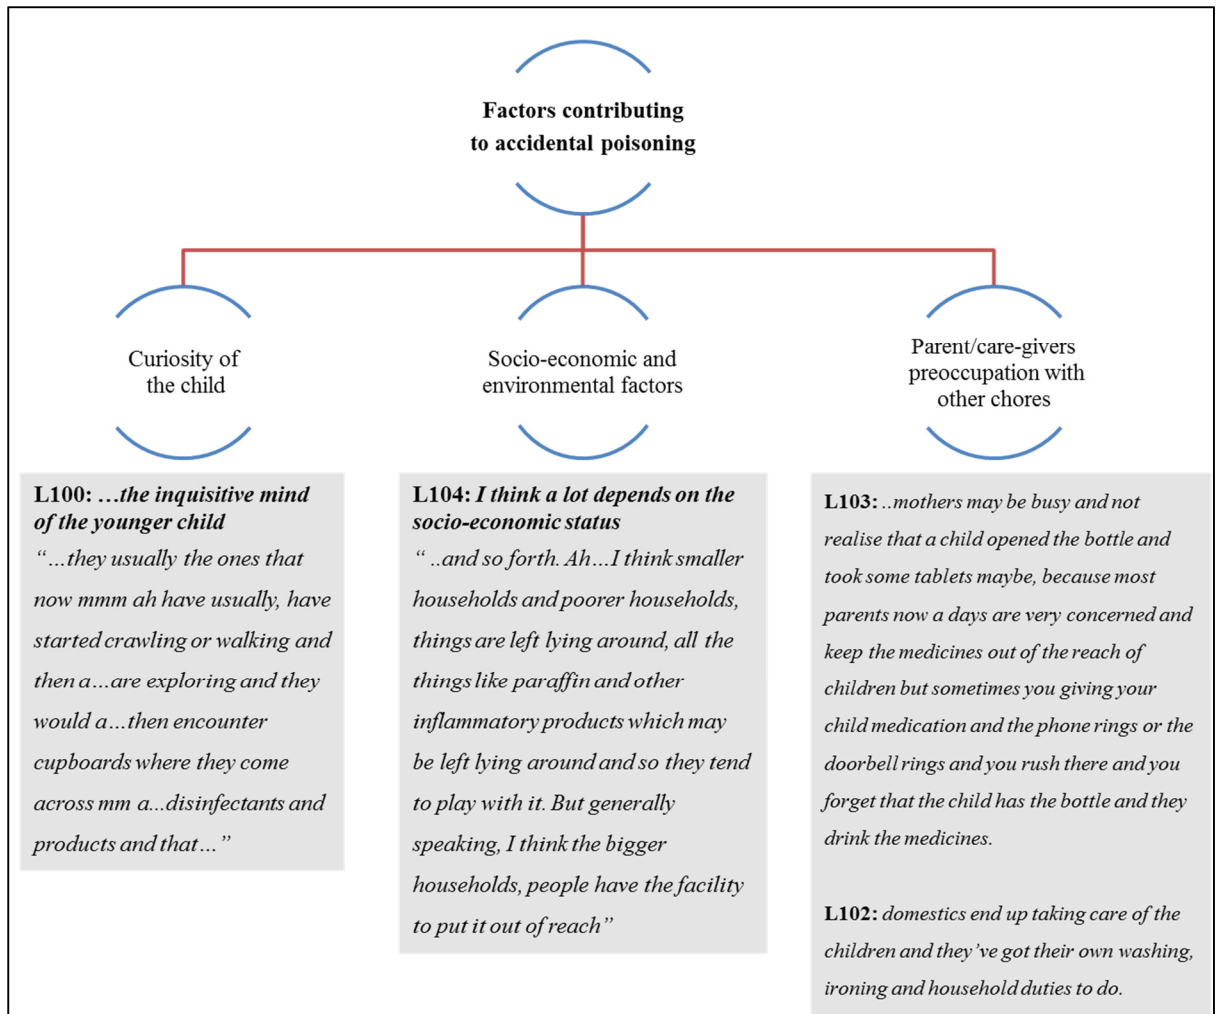 Factors contributing
to accidental poisoning
Curiosity of
the child
L100: …the inquisitive mind
of the younger child
“…they usually the ones that
now mmm ah have usually, have
started crawling or walking and
then a…are exploring and they
would a…then encounter
cupboards where they come
across mm a…disinfectants and
products and that…”
Socio-economic and
environmental factors
L104: I think a lot depends on the
socio-economic status
“ ..and so forth. Ah…I think smaller
households and poorer households,
things are left lying around, all the
things like paraffin and other
inflammatory products which may
be left lying around and so they tend
to play with it. But generally
speaking, I think the bigger
households, people have the facility
to put it out of reach”
Parent/care-givers
preoccupation with
other chores
L103: ..mothers may be busy and not
realise that a child opened the bottle and
took some tablets maybe, because most
parents now a days are very concerned and
keep the medicines out of the reach of
children but sometimes you giving your
child medication and the phone rings or the
doorbell rings and you rush there and you
forget that the child has the bottle and they
drink the medicines.
L102: domestics end up taking care of the
children and they’ve got their own washing,
ironing and household duties to do.